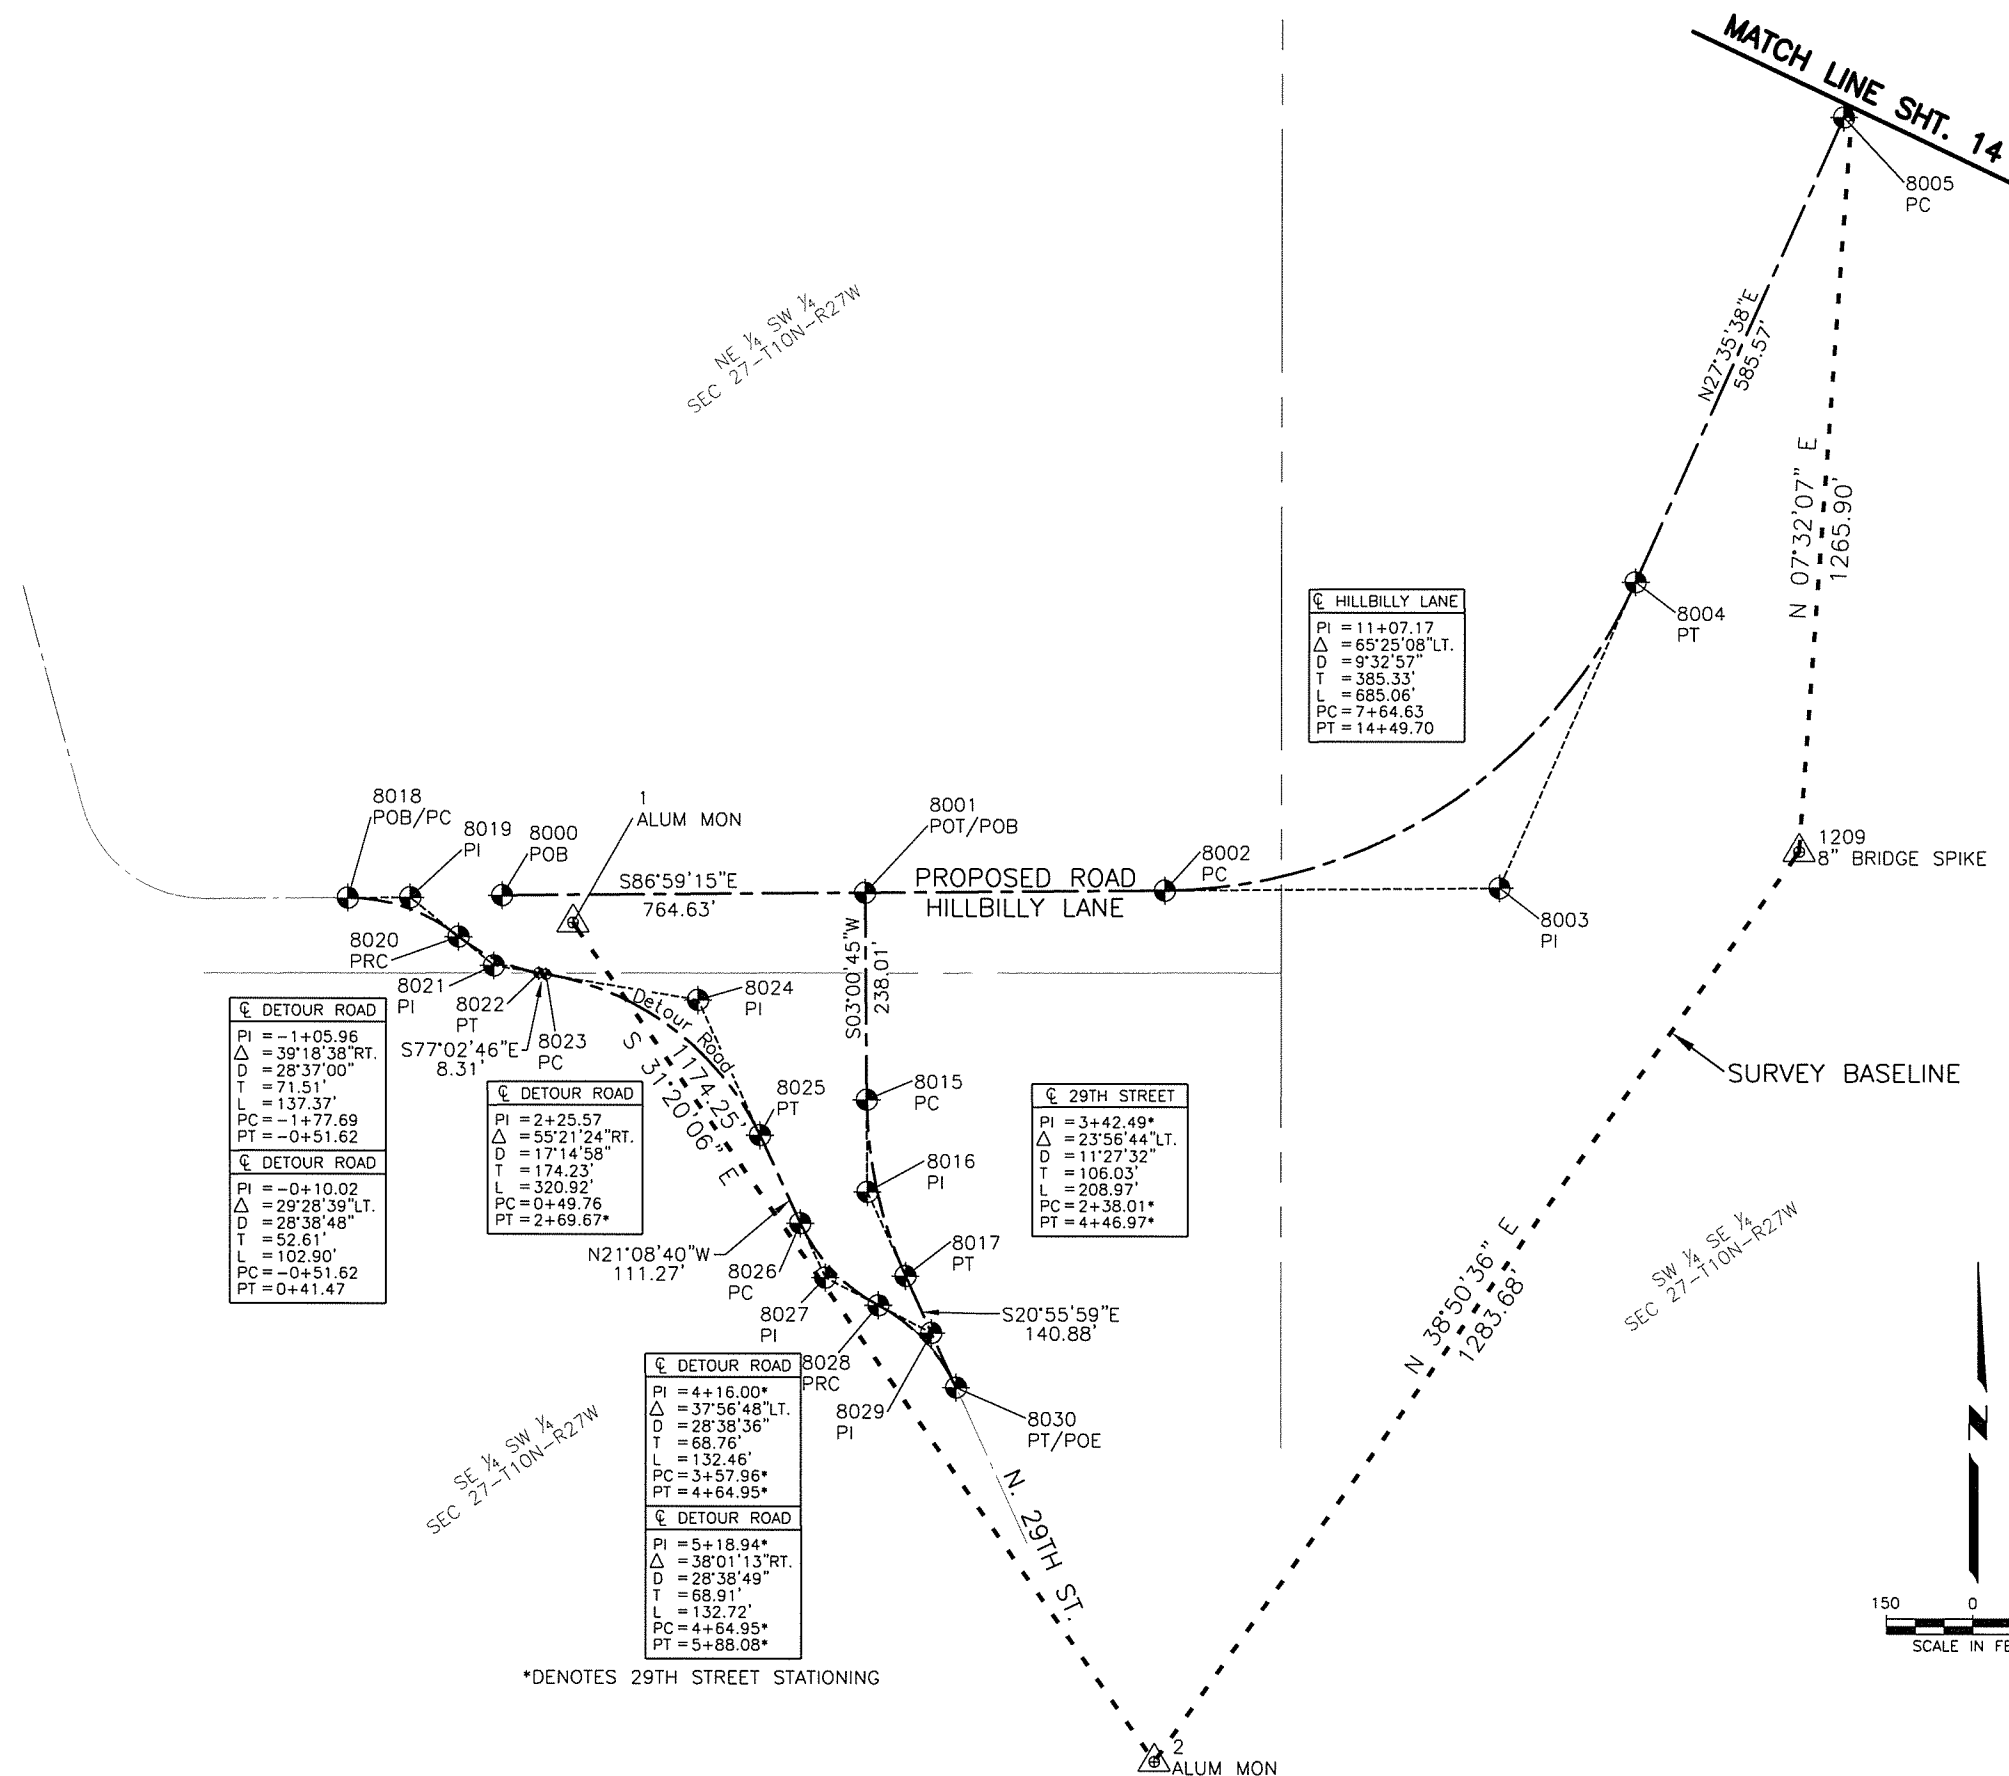 MATCH LINE SHT. 14
8005
PC
NE ¼ SW ¼
SEC 27-T10N-R27W
N27°35'38"E
585.57'
N 07°32'07" E
1265.90'
8004
PT
℄ HILLBILLY LANE
PI = 11+07.17
△ = 65°25'08"LT.
D = 9°32'57"
T = 385.33'
L = 685.06'
PC = 7+64.63
PT = 14+49.70
8018
POB/PC
8019
PI
8000
POB
1
ALUM MON
8001
POT/POB
8002
PC
1209
8" BRIDGE SPIKE
S86°59'15"E
764.63'
PROPOSED ROAD
HILLBILLY LANE
8003
PI
8020
PRC
8021
PI
8022
PT
S77°02'46"E
8.31'
8023
PC
8024
PI
Detour Road
S 31°20'06" E
1174.25'
S03°00'45"W
238.01'
8015
PC
SURVEY BASELINE
℄ DETOUR ROAD
PI = -1+05.96
△ = 39°18'38"RT.
D = 28°37'00"
T = 71.51'
L = 137.37'
PC = -1+77.69
PT = -0+51.62
℄ DETOUR ROAD
PI = -0+10.02
△ = 29°28'39"LT.
D = 28°38'48"
T = 52.61'
L = 102.90'
PC = -0+51.62
PT = 0+41.47
℄ DETOUR ROAD
PI = 2+25.57
△ = 55°21'24"RT.
D = 17°14'58"
T = 174.23'
L = 320.92'
PC = 0+49.76
PT = 2+69.67*
8025
PT
8016
PI
℄ 29TH STREET
PI = 3+42.49*
△ = 23°56'44"LT.
D = 11°27'32"
T = 106.03'
L = 208.97'
PC = 2+38.01*
PT = 4+46.97*
N21°08'40"W
111.27'
8026
PC
8027
PI
8017
PT
S20°55'59"E
140.88'
SW ¼ SE ¼
SEC 27-T10N-R27W
N 38°50'36" E
1283.68'
8028
PRC
8029
PI
8030
PT/POE
℄ DETOUR ROAD
PI = 4+16.00*
△ = 37°56'48"LT.
D = 28°38'36"
T = 68.76'
L = 132.46'
PC = 3+57.96*
PT = 4+64.95*
℄ DETOUR ROAD
PI = 5+18.94*
△ = 38°01'13"RT.
D = 28°38'49"
T = 68.91'
L = 132.72'
PC = 4+64.95*
PT = 5+88.08*
SE ¼ SW ¼
SEC 27-T10N-R27W
N. 29TH ST.
*DENOTES 29TH STREET STATIONING
N
150 0
SCALE IN FE
2
ALUM MON